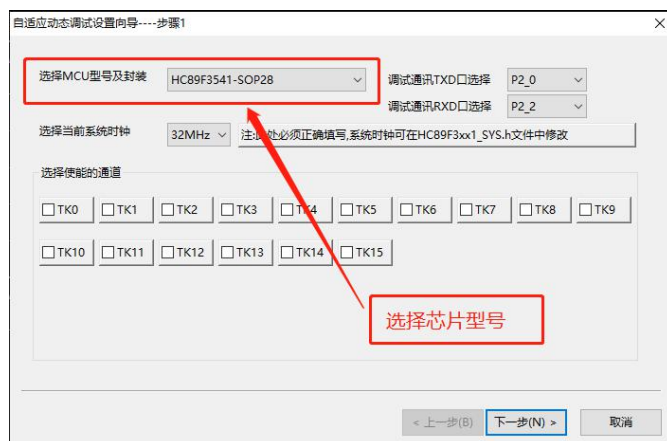 自适应动态调试设置向导----步骤1
选择MCU型号及封装 HC89F3541-SOP28 调试通讯TXD口选择 P2_0
调试通讯RXD口选择 P2_2
选择当前系统时钟 32MHz 注:此处必须正确填写,系统时钟可在HC89F3xx1_SYS.h文件中修改
选择使能的通道
TK0 TK1 TK2 TK3 TK4 TK5 TK6 TK7 TK8 TK9
TK10 TK11 TK12 TK13 TK14 TK15
选择芯片型号
< 上一步(B) 下一步(N) > 取消